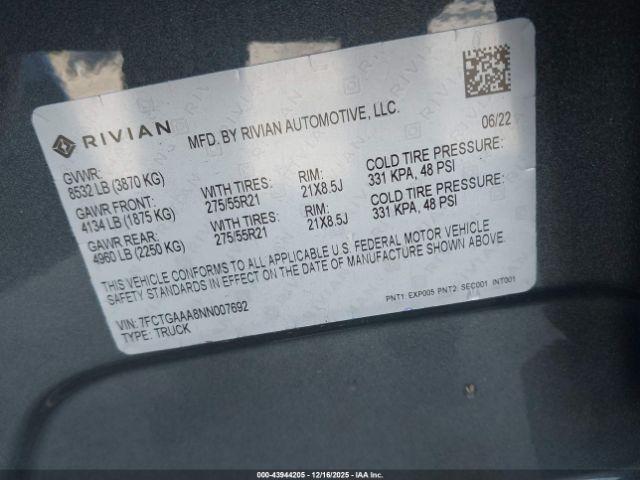 RIVIAN
MFD. BY RIVIAN AUTOMOTIVE, LLC.
06/22
GVWR:
8532 LB (3870 KG)
GAWR FRONT: WITH TIRES: RIM: COLD TIRE PRESSURE:
4134 LB (1875 KG) 275/55R21 21X8.5J 331 KPA, 48 PSI
GAWR REAR: WITH TIRES: RIM: COLD TIRE PRESSURE:
4960 LB (2250 KG) 275/55R21 21X8.5J 331 KPA, 48 PSI
THIS VEHICLE CONFORMS TO ALL APPLICABLE U.S. FEDERAL MOTOR VEHICLE
SAFETY STANDARDS IN EFFECT ON THE DATE OF MANUFACTURE SHOWN ABOVE.
PNT1: EXP005 PNT2: SEC001 INT001
VIN: 7FCTGAAA8NN007692
TYPE: TRUCK
000-43944205 - 12/16/2025 - IAA Inc.